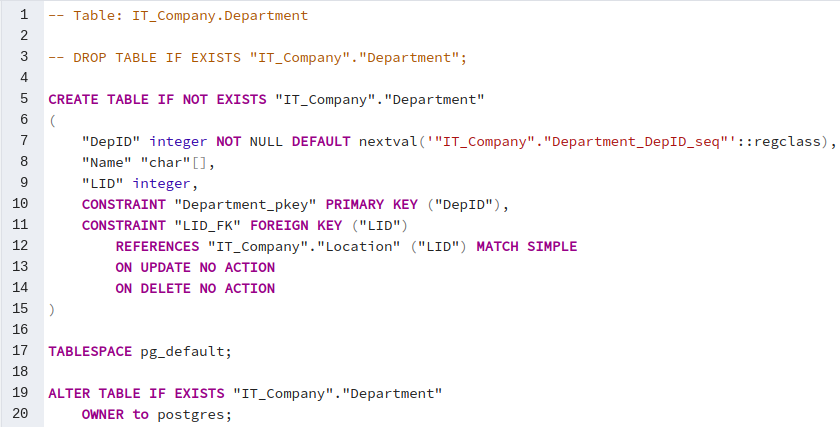 1 -- Table: IT_Company.Department
2
3 -- DROP TABLE IF EXISTS "IT_Company"."Department";
4
5 CREATE TABLE IF NOT EXISTS "IT_Company"."Department"
6 (
7     "DepID" integer NOT NULL DEFAULT nextval('"IT_Company"."Department_DepID_seq"'::regclass),
8     "Name" "char"[],
9     "LID" integer,
10     CONSTRAINT "Department_pkey" PRIMARY KEY ("DepID"),
11     CONSTRAINT "LID_FK" FOREIGN KEY ("LID")
12         REFERENCES "IT_Company"."Location" ("LID") MATCH SIMPLE
13         ON UPDATE NO ACTION
14         ON DELETE NO ACTION
15 )
16
17 TABLESPACE pg_default;
18
19 ALTER TABLE IF EXISTS "IT_Company"."Department"
20     OWNER to postgres;